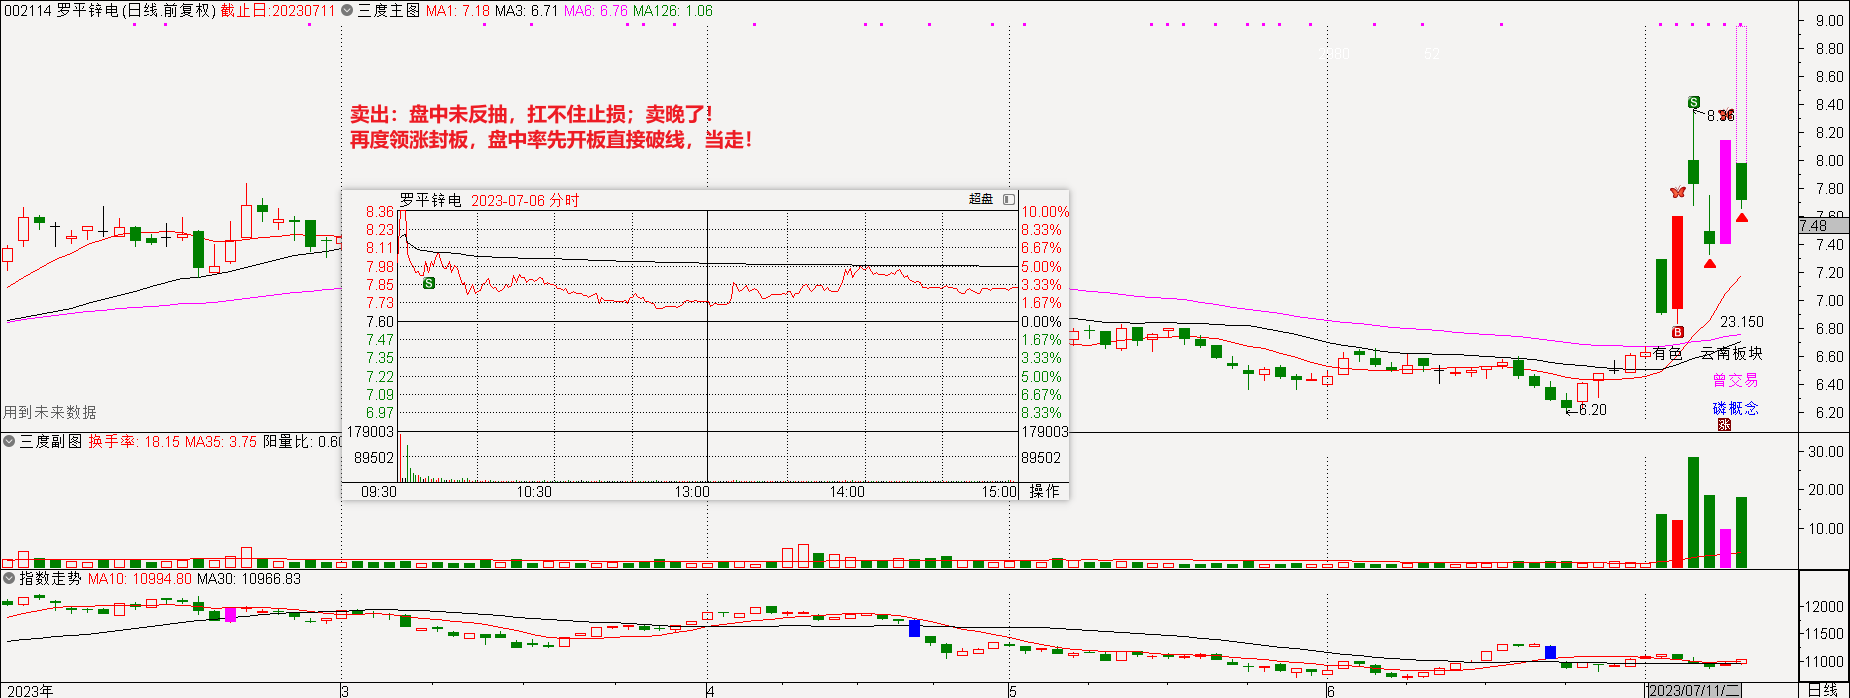 002114 罗平锌电(日线.前复权) 截止日:20230711 三度主图 MA1: 7.18 MA3: 6.71 MA6: 6.76 MA126: 1.06
9.00
8.80
8.60
8.40
8.20
8.00
7.80
7.60
7.48
7.40
7.20
7.00
6.80
6.60
6.40
6.20
52
卖出：盘中未反抽，扛不住止损；卖晚了！
再度领涨封板，盘中率先开板直接破线，当走！
S
B
23.150
有色 云南板块
曾交易
磷概念
涨
←6.20
用到未来数据
罗平锌电 2023-07-06 分时 超盘
8.36 10.00%
8.23 8.33%
8.11 6.67%
7.98 5.00%
7.85 3.33%
7.73 1.67%
7.60 0.00%
7.47 1.67%
7.35 3.33%
7.22 5.00%
7.09 6.67%
6.97 8.33%
179003 179003
89502 89502
S
09:30 10:30 13:00 14:00 15:00 操作
三度副图 换手率: 18.15 MA35: 3.75 阳量比: 0.60
30.00
20.00
10.00
指数走势 MA10: 10994.80 MA30: 10966.83
12000
11500
11000
2023年 3 4 5 6 2023/07/11/二 日线